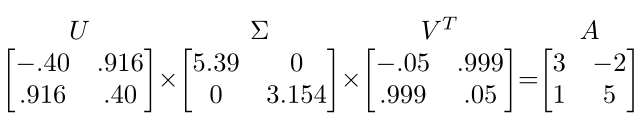 U Σ V^T A
[−.40 .916] × [5.39 0] × [−.05 .999] = [3 −2]
[.916 .40] [0 3.154] [.999 .05] [1 5]